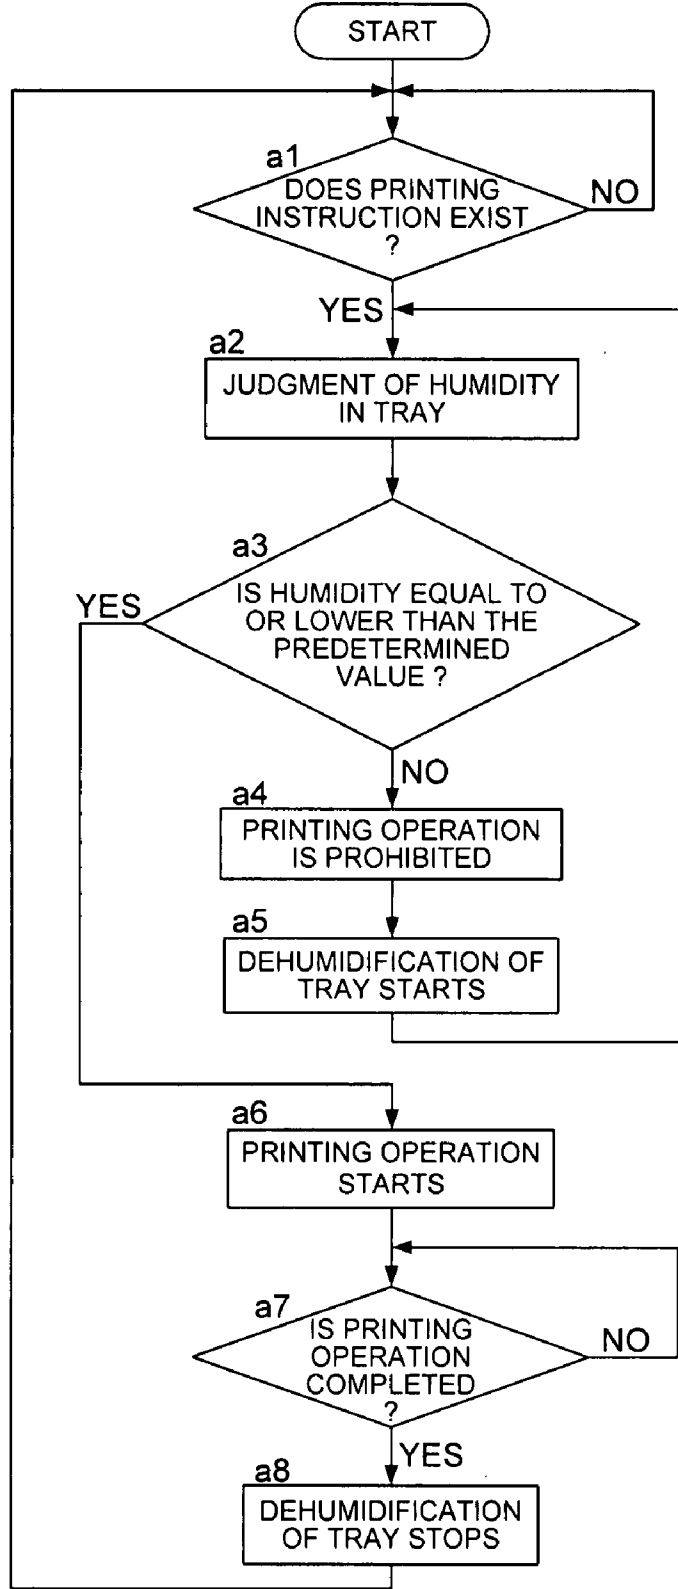 START
a1
DOES PRINTING
INSTRUCTION EXIST
?
NO
YES
a2
JUDGMENT OF HUMIDITY
IN TRAY
a3
YES
IS HUMIDITY EQUAL TO
OR LOWER THAN THE
PREDETERMINED
VALUE ?
NO
a4
PRINTING OPERATION
IS PROHIBITED
a5
DEHUMIDIFICATION OF
TRAY STARTS
a6
PRINTING OPERATION
STARTS
a7
IS PRINTING
OPERATION
COMPLETED
?
NO
YES
a8
DEHUMIDIFICATION
OF TRAY STOPS